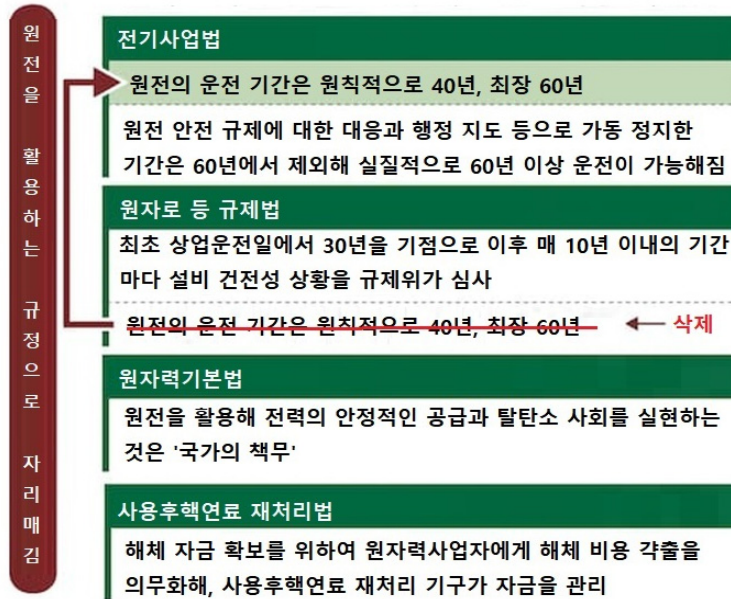 원전을 활용하는 규정으로 자리매김
전기사업법
원전의 운전 기간은 원칙적으로 40년, 최장 60년
원전 안전 규제에 대한 대응과 행정 지도 등으로 가동 정지한
기간은 60년에서 제외해 실질적으로 60년 이상 운전이 가능해짐
원자로 등 규제법
최초 상업운전일에서 30년을 기점으로 이후 매 10년 이내의 기간
마다 설비 건전성 상황을 규제위가 심사
원전의 운전 기간은 원칙적으로 40년, 최장 60년 ← 삭제
원자력기본법
원전을 활용해 전력의 안정적인 공급과 탈탄소 사회를 실현하는
것은 '국가의 책무'
사용후핵연료 재처리법
해체 자금 확보를 위하여 원자력사업자에게 해체 비용 갹출을
의무화해, 사용후핵연료 재처리 기구가 자금을 관리